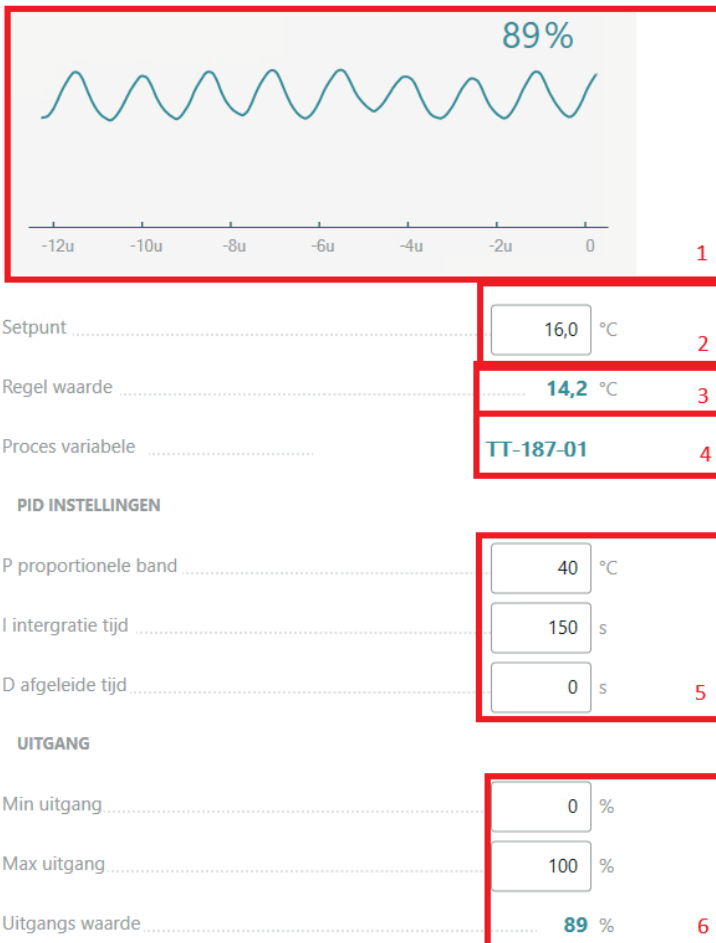 89%
-12u -10u -8u -6u -4u -2u 0
1
Setpunt 16,0 °C
2
Regel waarde 14,2 °C
3
Proces variabele TT-187-01
4
PID INSTELLINGEN
P proportionele band 40 °C
I intergratie tijd 150 s
D afgeleide tijd 0 s
5
UITGANG
Min uitgang 0 %
Max uitgang 100 %
Uitgangs waarde 89 %
6